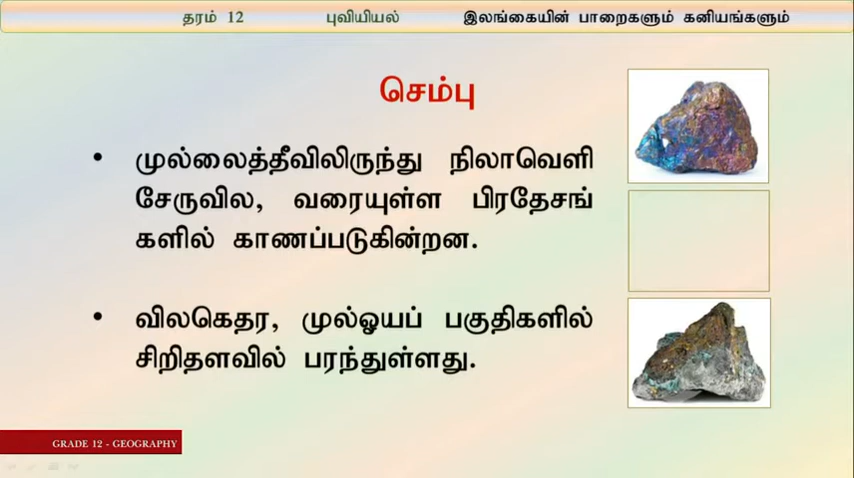 தரம் 12 புவியியல் இலங்கையின் பாறைகளும் கனியங்களும்
செம்பு
• முல்லைத்தீவிலிருந்து நிலாவெளி
சேருவில, வரையுள்ள பிரதேசங்
களில் காணப்படுகின்றன.
• விலகெதர, முல்ஓயப் பகுதிகளில்
சிறிதளவில் பரந்துள்ளது.
GRADE 12 - GEOGRAPHY